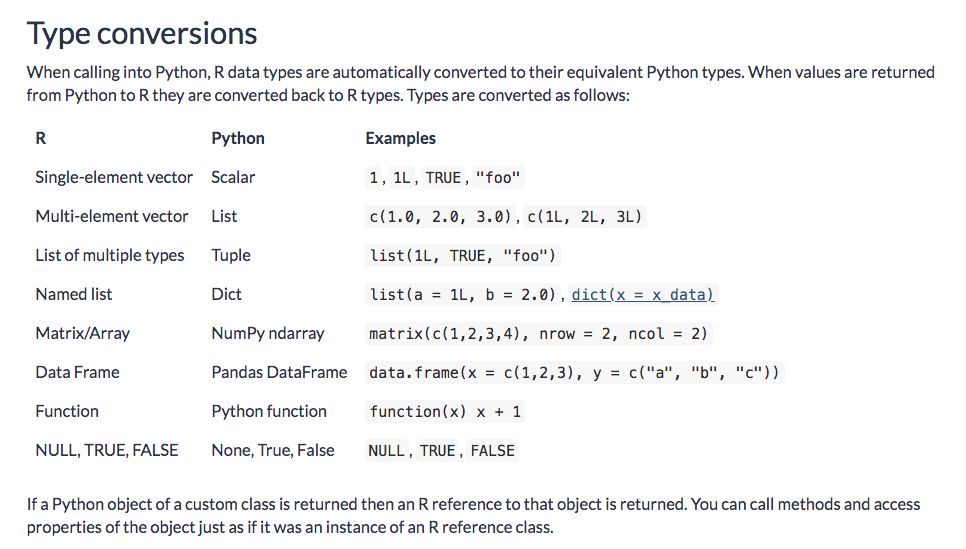 Type conversions
When calling into Python, R data types are automatically converted to their equivalent Python types. When values are returned
from Python to R they are converted back to R types. Types are converted as follows:
R Python Examples
Single-element vector Scalar 1, 1L, TRUE, "foo"
Multi-element vector List c(1.0, 2.0, 3.0), c(1L, 2L, 3L)
List of multiple types Tuple list(1L, TRUE, "foo")
Named list Dict list(a = 1L, b = 2.0), dict(x = x_data)
Matrix/Array NumPy ndarray matrix(c(1,2,3,4), nrow = 2, ncol = 2)
Data Frame Pandas DataFrame data.frame(x = c(1,2,3), y = c("a", "b", "c"))
Function Python function function(x) x + 1
NULL, TRUE, FALSE None, True, False NULL, TRUE, FALSE
If a Python object of a custom class is returned then an R reference to that object is returned. You can call methods and access
properties of the object just as if it was an instance of an R reference class.